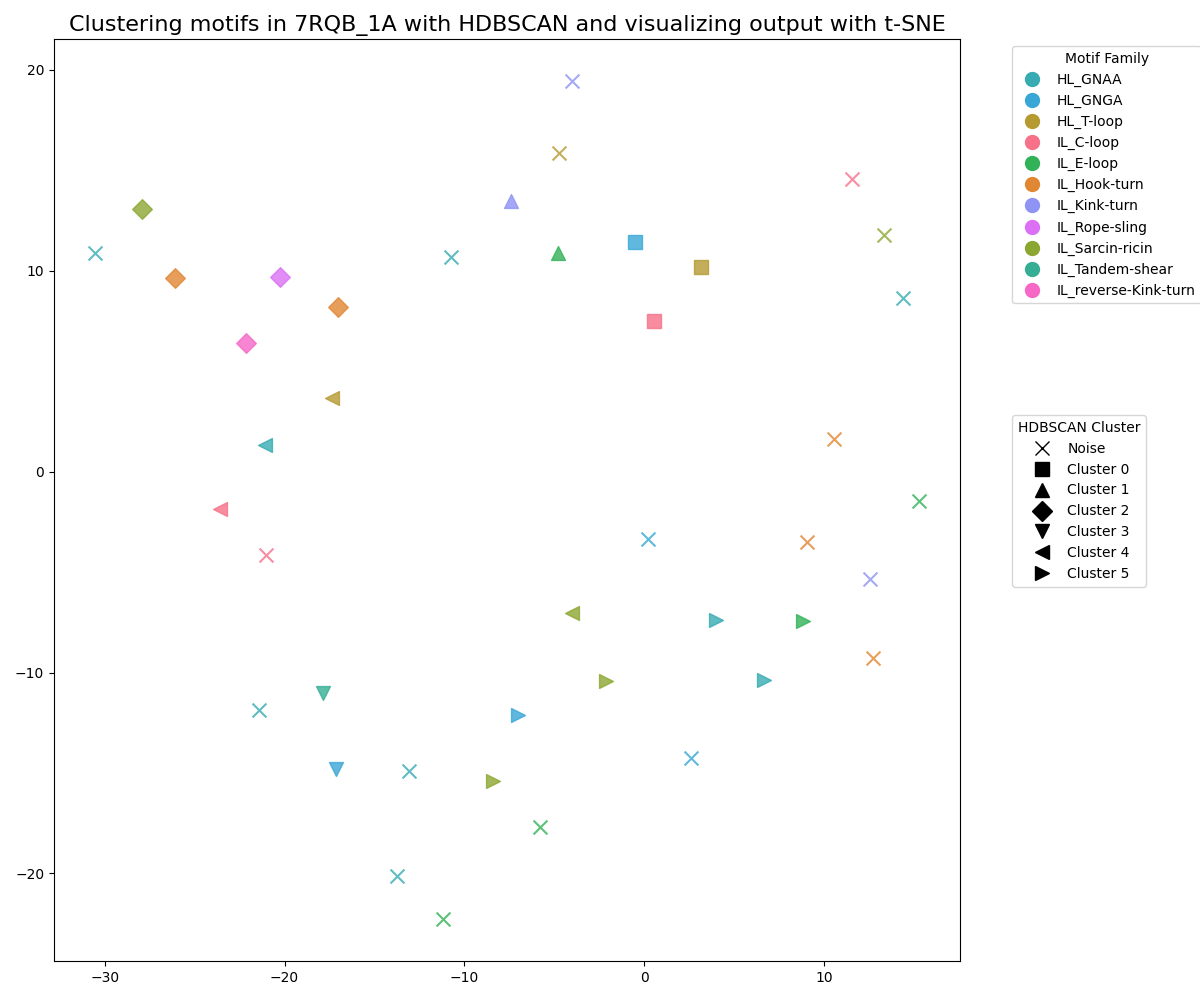 Clustering motifs in 7RQB_1A with HDBSCAN and visualizing output with t-SNE
20
10
0
−10
−20
−30
−20
−10
0
10
Motif Family
HL_GNAA
HL_GNGA
HL_T-loop
IL_C-loop
IL_E-loop
IL_Hook-turn
IL_Kink-turn
IL_Rope-sling
IL_Sarcin-ricin
IL_Tandem-shear
IL_reverse-Kink-turn
HDBSCAN Cluster
Noise
Cluster 0
Cluster 1
Cluster 2
Cluster 3
Cluster 4
Cluster 5